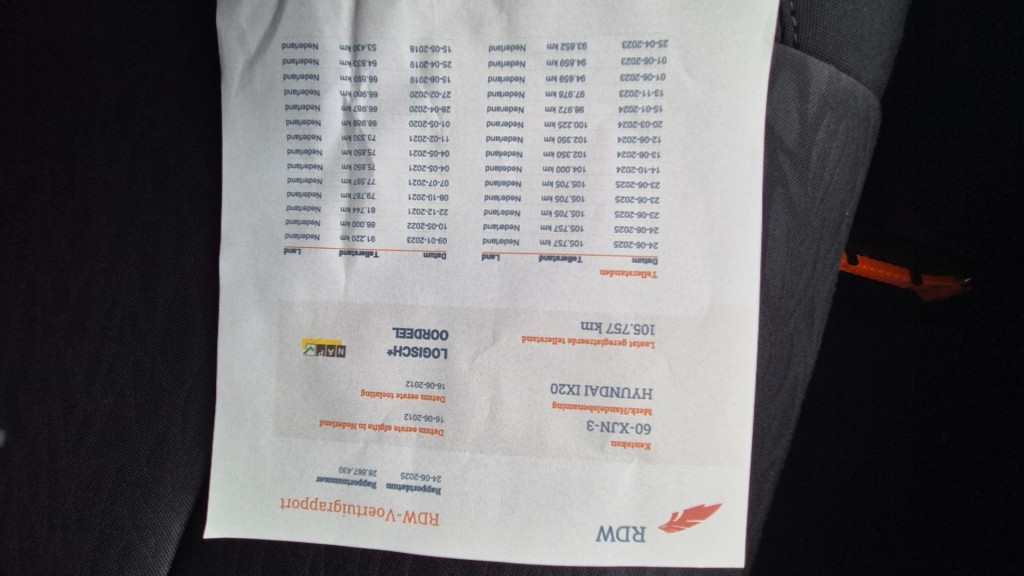 RDW
RDW-Voertuigrapport
Rapportdatum Rapportnummer
24-06-2025 28.867.430
Kenteken
60-XJN-3
Merk/Handelsbenaming
HYUNDAI IX20
Laatst geregistreerde tellerstand
105.757 km
Datum eerste afgifte in Nederland
16-06-2012
Datum eerste toelating
16-06-2012
LOGISCH*
OORDEEL
NAP
Tellerstanden
Datum Tellerstand Land
24-06-2025 105.757 km Nederland
24-06-2025 105.757 km Nederland
23-06-2025 105.705 km Nederland
23-06-2025 105.705 km Nederland
23-06-2025 105.705 km Nederland
14-10-2024 104.000 km Nederland
13-06-2024 102.350 km Nederland
12-06-2024 102.350 km Nederland
20-03-2024 100.225 km Nederland
15-01-2024 98.972 km Nederland
13-11-2023 97.978 km Nederland
01-06-2023 94.659 km Nederland
01-06-2023 94.659 km Nederland
25-04-2023 93.852 km Nederland
Datum Tellerstand Land
09-01-2023 91.220 km Nederland
10-05-2022 86.000 km Nederland
22-12-2021 81.744 km Nederland
08-10-2021 79.787 km Nederland
07-07-2021 77.597 km Nederland
04-05-2021 75.850 km Nederland
04-05-2021 75.850 km Nederland
11-02-2021 73.330 km Nederland
01-05-2020 68.989 km Nederland
28-04-2020 68.987 km Nederland
27-02-2020 km Nederland
15-06-2019 km Nederland
25-04-2019 64.833 km Nederland
15-05-2018 53.430 km Nederland